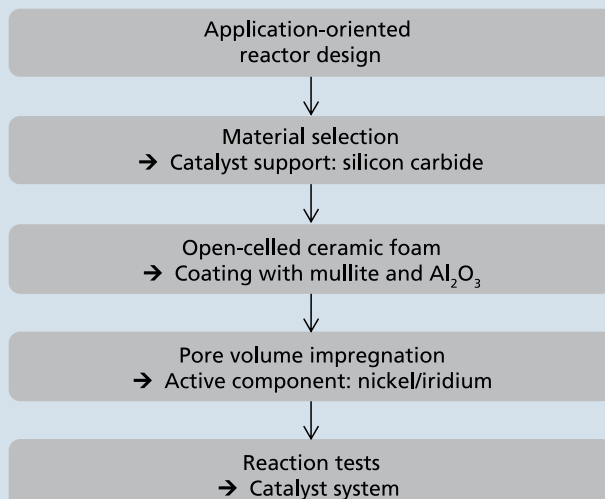 Application-oriented
reactor design
Material selection
→ Catalyst support: silicon carbide
Open-celled ceramic foam
→ Coating with mullite and Al₂O₃
Pore volume impregnation
→ Active component: nickel/iridium
Reaction tests
→ Catalyst system